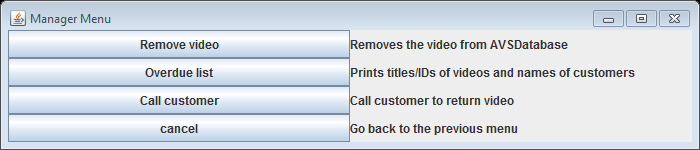 Manager Menu
Remove video Removes the video from AVSDatabase
Overdue list Prints titles/IDs of videos and names of customers
Call customer Call customer to return video
cancel Go back to the previous menu